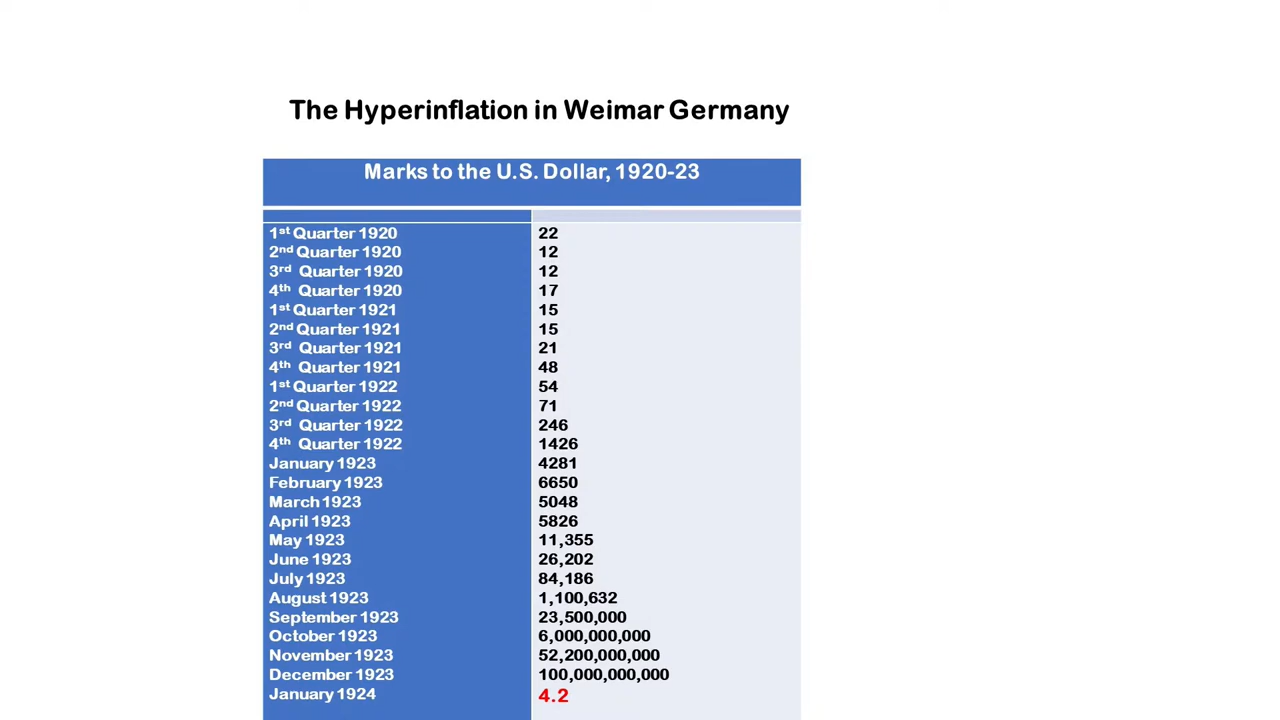 The Hyperinflation in Weimar Germany
Marks to the U.S. Dollar, 1920-23
1st Quarter 1920 22
2nd Quarter 1920 12
3rd Quarter 1920 12
4th Quarter 1920 17
1st Quarter 1921 15
2nd Quarter 1921 15
3rd Quarter 1921 21
4th Quarter 1921 48
1st Quarter 1922 54
2nd Quarter 1922 71
3rd Quarter 1922 246
4th Quarter 1922 1426
January 1923 4281
February 1923 6650
March 1923 5048
April 1923 5826
May 1923 11,355
June 1923 26,202
July 1923 84,186
August 1923 1,100,632
September 1923 23,500,000
October 1923 6,000,000,000
November 1923 52,200,000,000
December 1923 100,000,000,000
January 1924 4.2